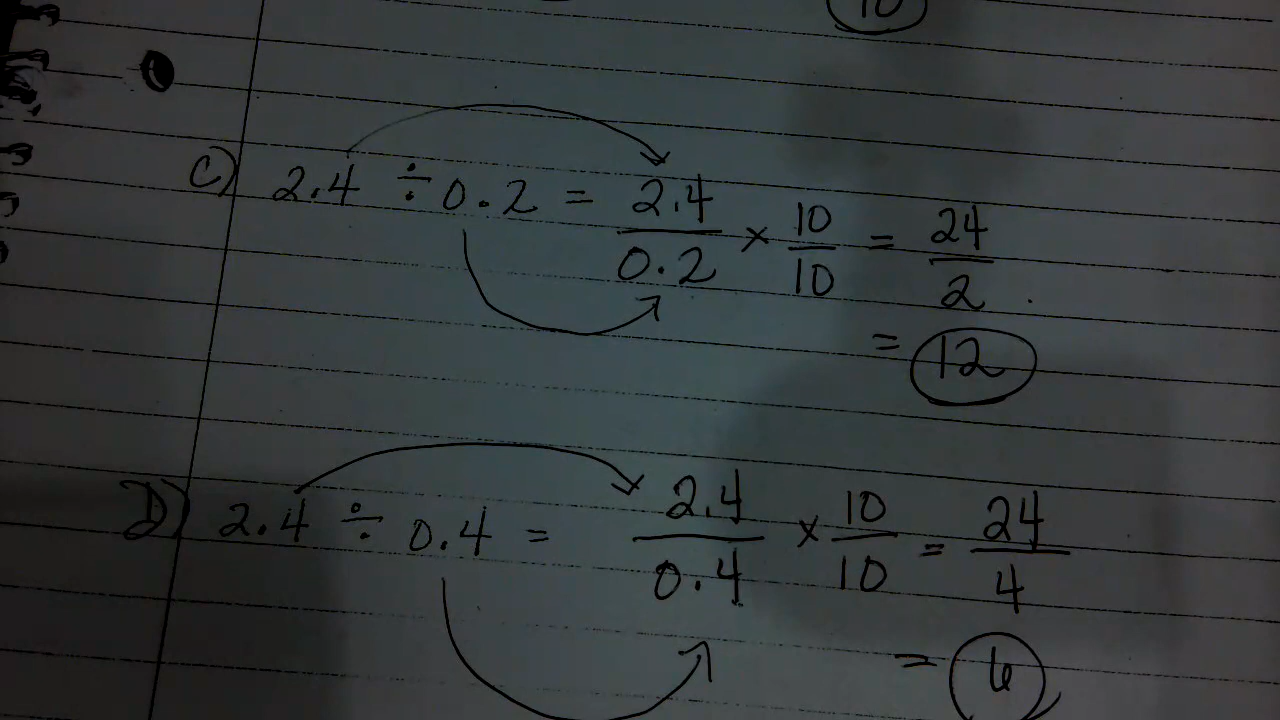 10
C) 2.4 ÷ 0.2 = 2.4/0.2 × 10/10 = 24/2
= 12
D) 2.4 ÷ 0.4 = 2.4/0.4 × 10/10 = 24/4
= 6